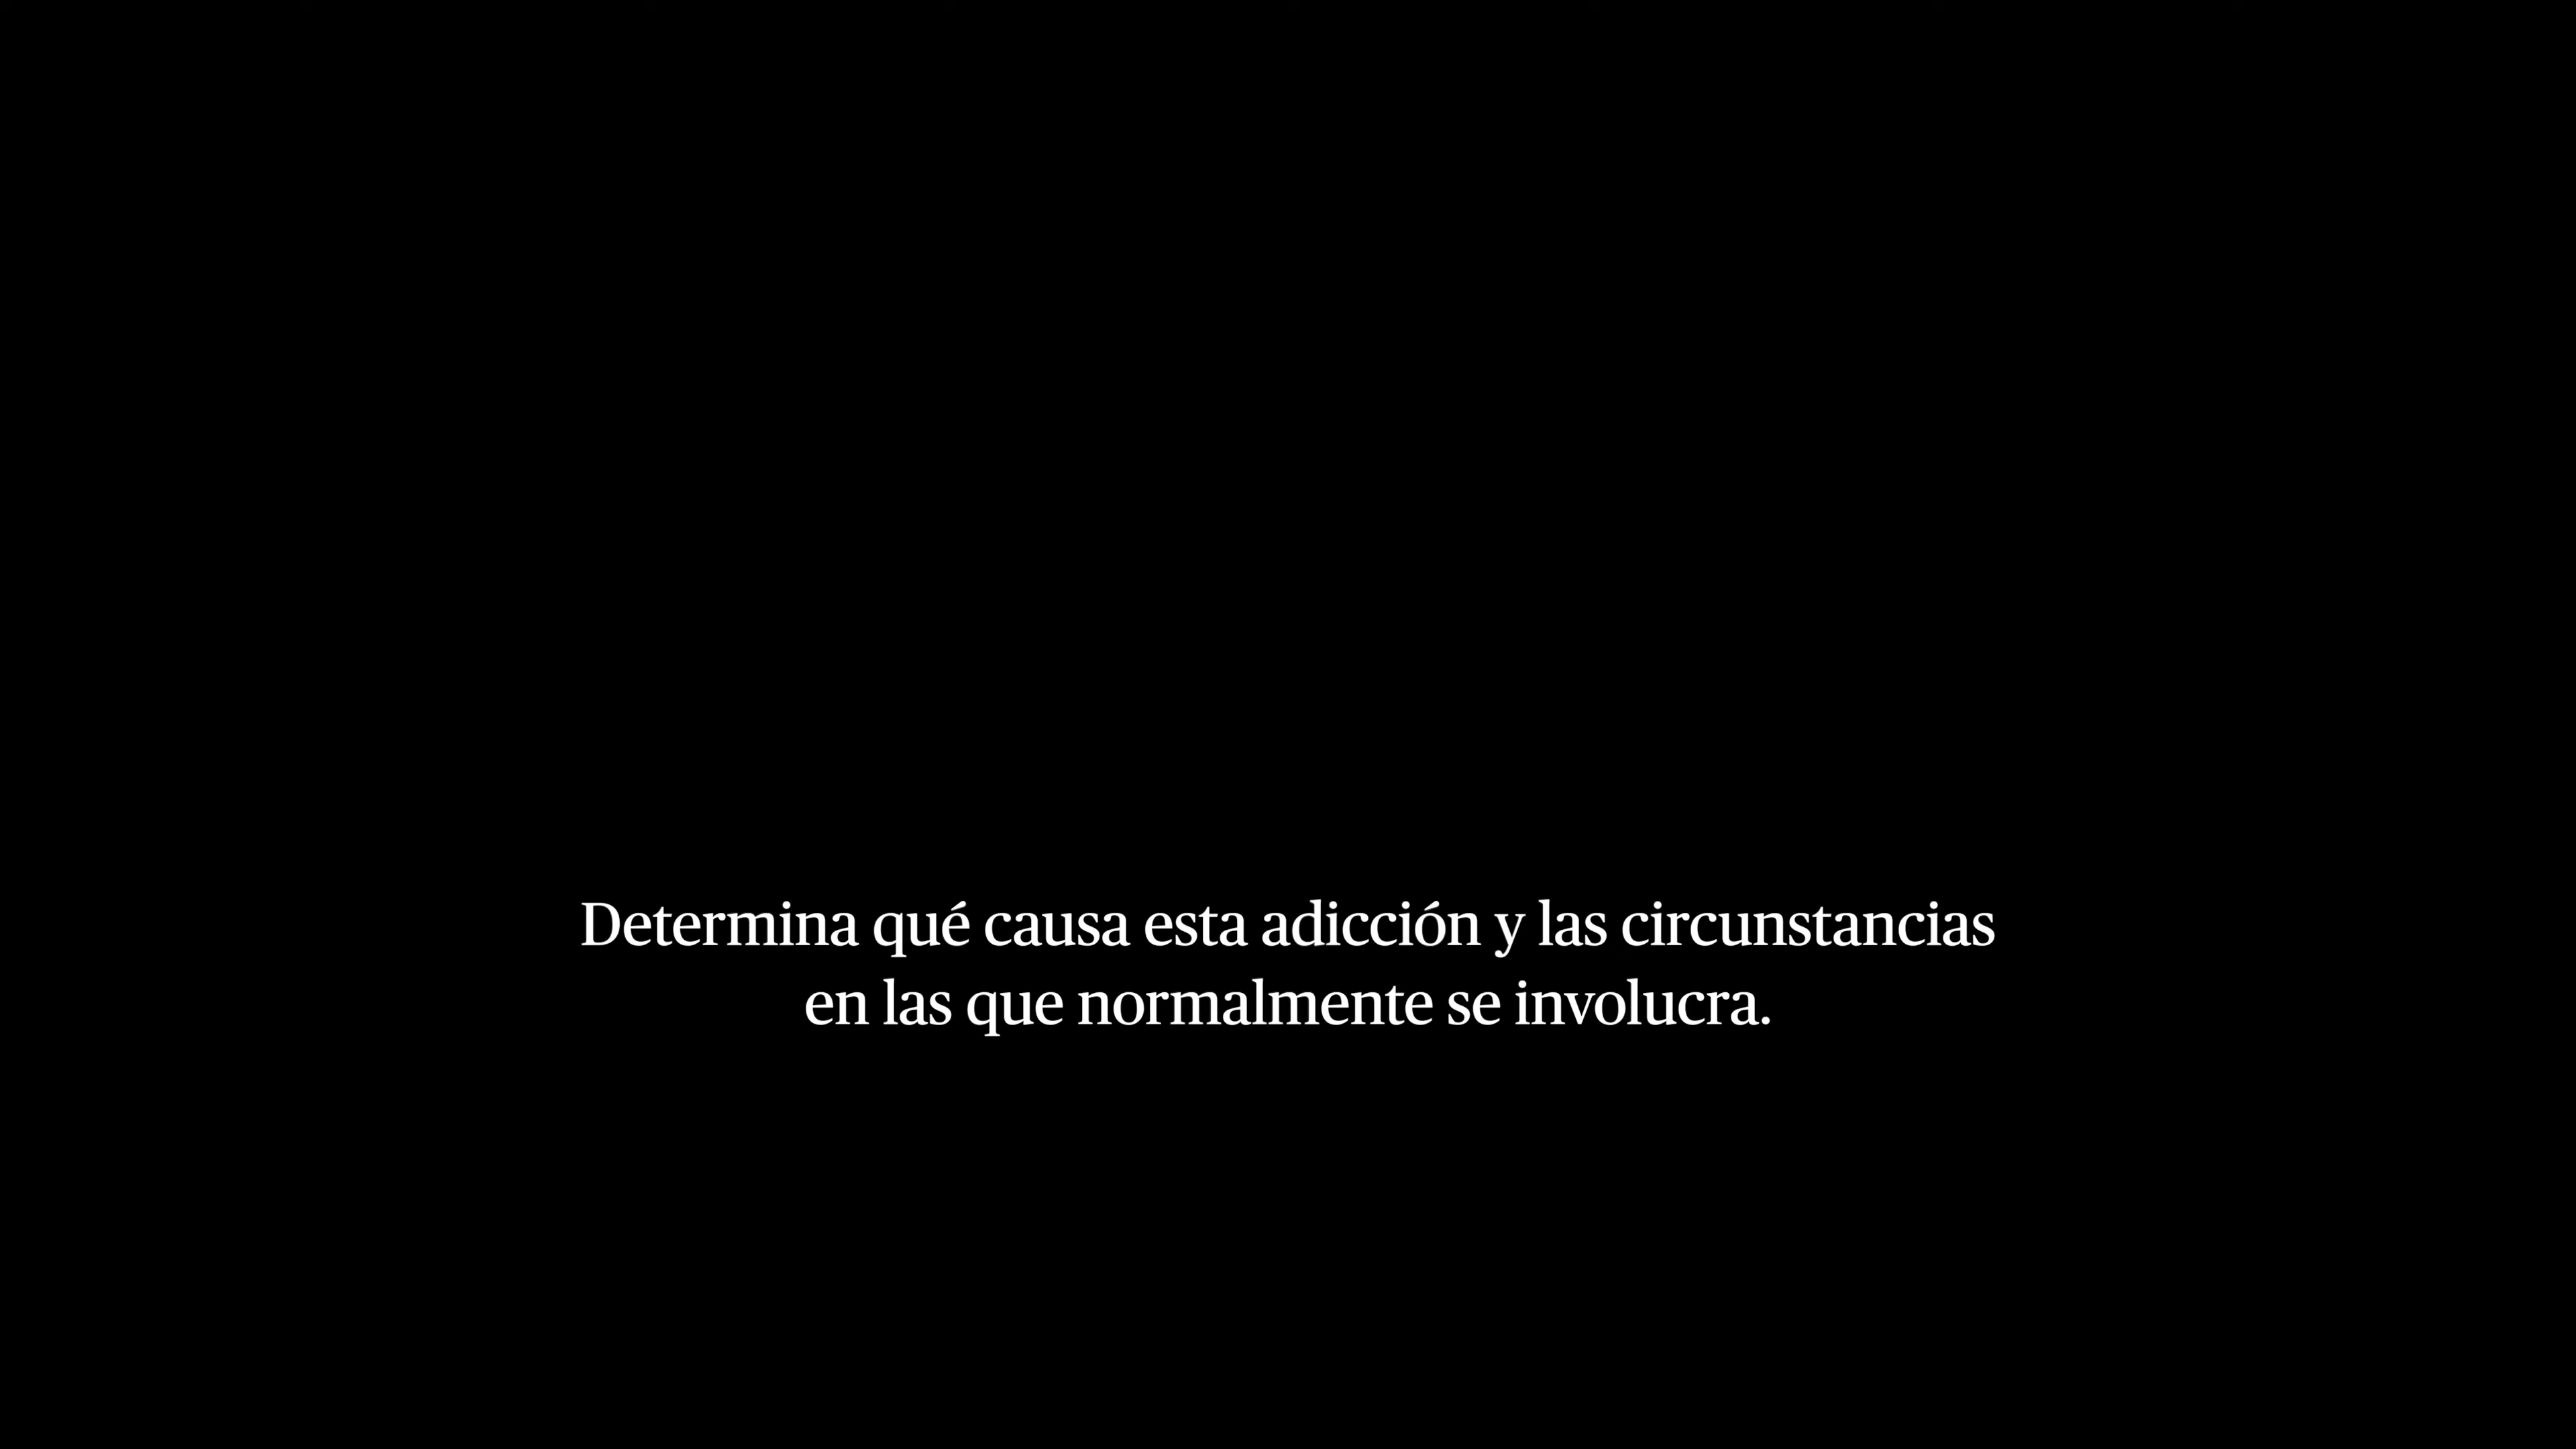 Determina qué causa esta adicción y las circunstancias
en las que normalmente se involucra.